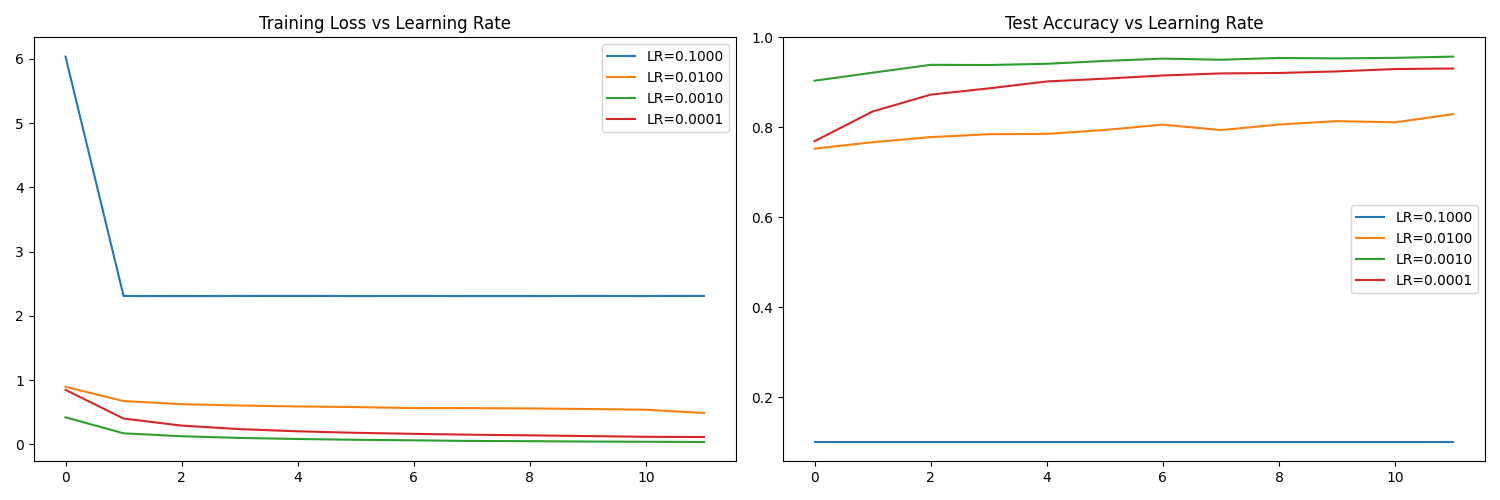 Training Loss vs Learning Rate
6
5
4
3
2
1
0
0 2 4 6 8 10
LR=0.1000
LR=0.0100
LR=0.0010
LR=0.0001
Test Accuracy vs Learning Rate
1.0
0.8
0.6
0.4
0.2
0 2 4 6 8 10
LR=0.1000
LR=0.0100
LR=0.0010
LR=0.0001